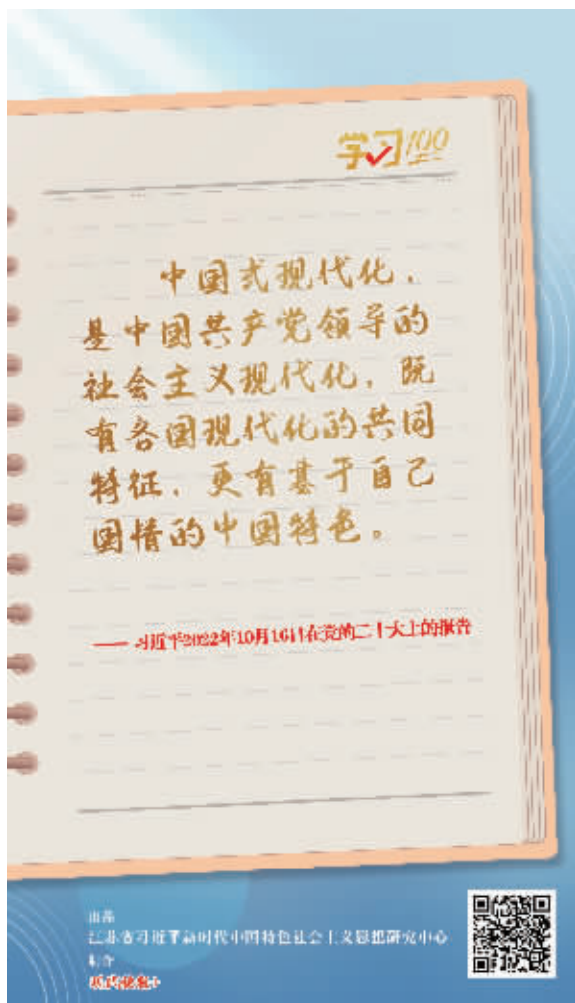 学习100
中国式现代化，
是中国共产党领导的
社会主义现代化，既
有各国现代化的共同
特征，更有基于自己
国情的中国特色。
—— 习近平2022年10月16日在党的二十大上的报告
出品
江苏省习近平新时代中国特色社会主义思想研究中心
制作